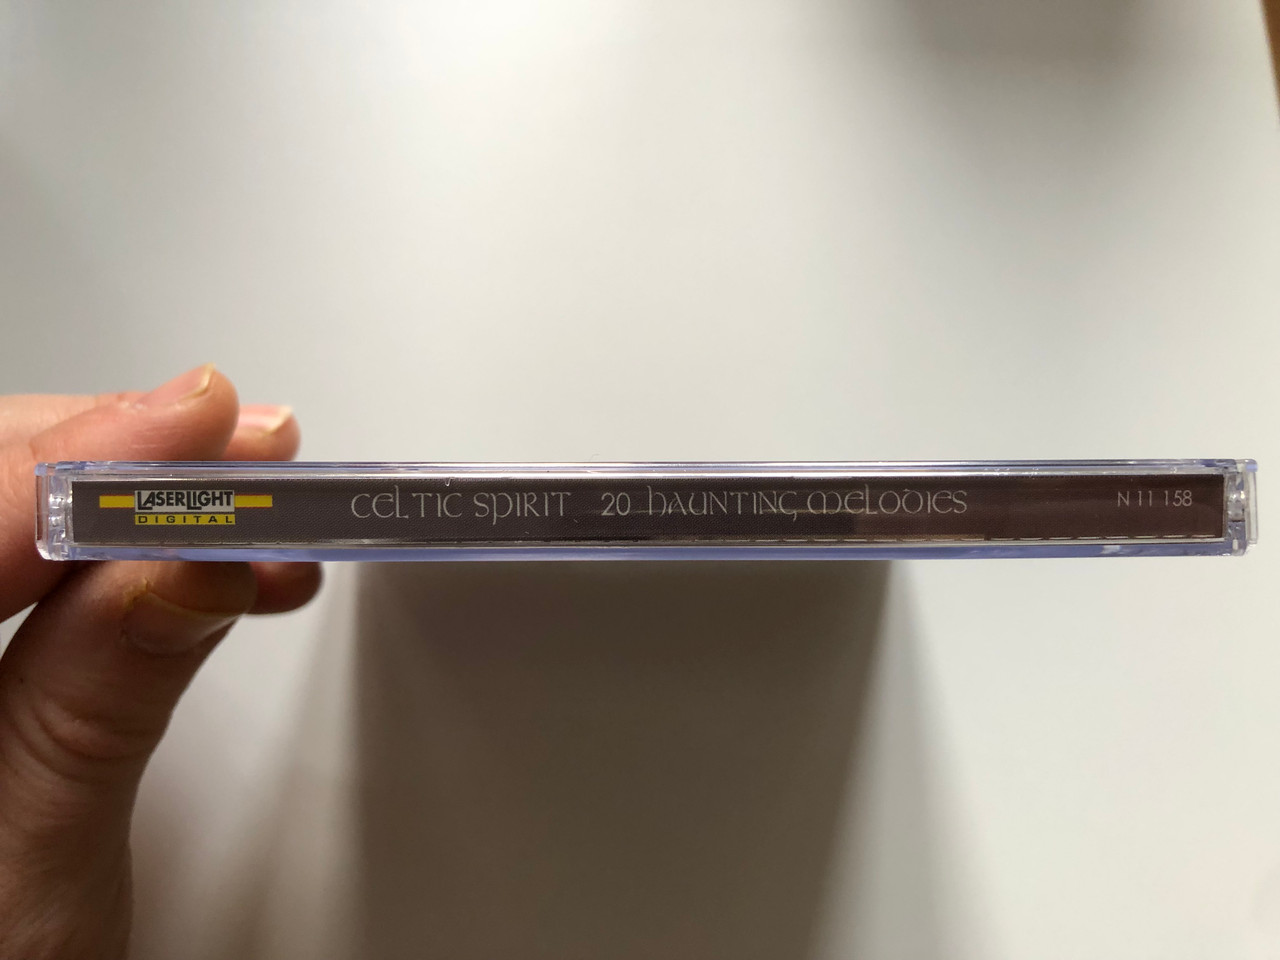 LASERLIGHT
DIGITAL
CELTIC SPIRIT 20 HAUNTING MELODIES N 11 158